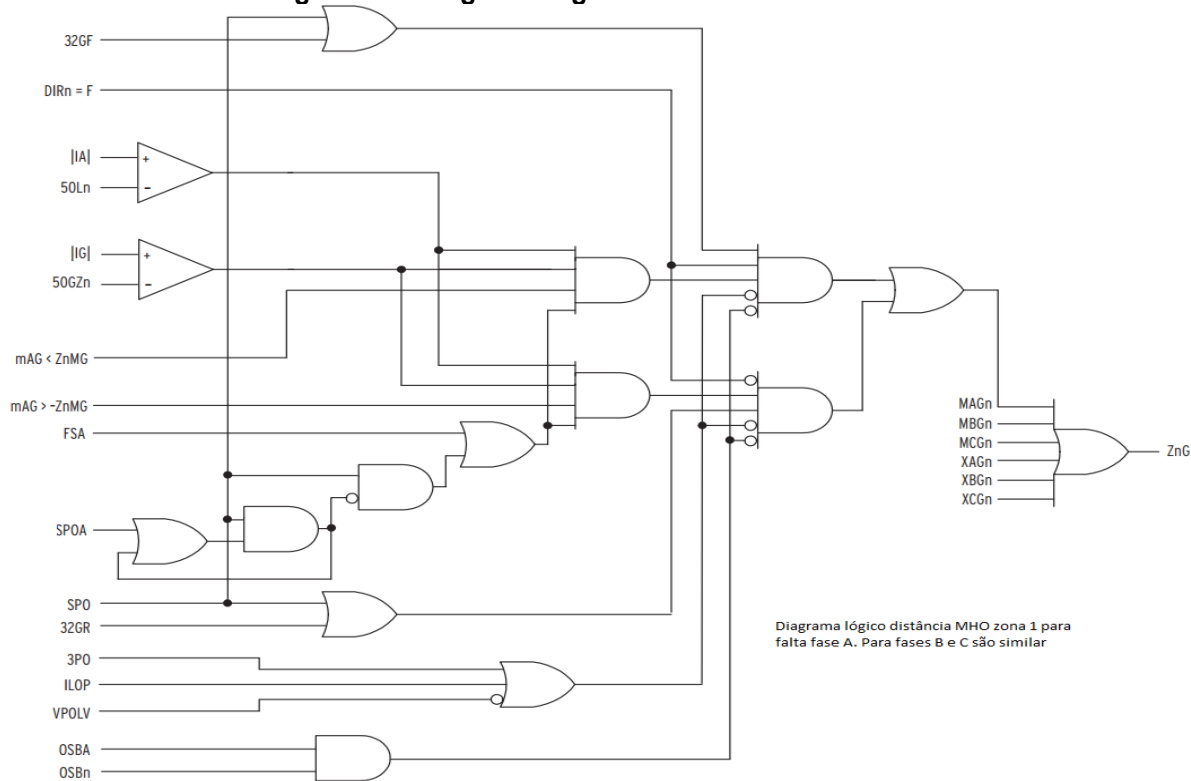 32GF
DIRn = F
|IA|
+
50Ln
−
|IG|
+
50GZn
−
mAG < ZnMG
mAG > -ZnMG
FSA
SPOA
SPO
32GR
3PO
ILOP
VPOLV
OSBA
OSBn
MAGn
MBGn
MCGn
XAGn
XBGn
XCGn
ZnG
Diagrama lógico distância MHO zona 1 para
falta fase A. Para fases B e C são similar